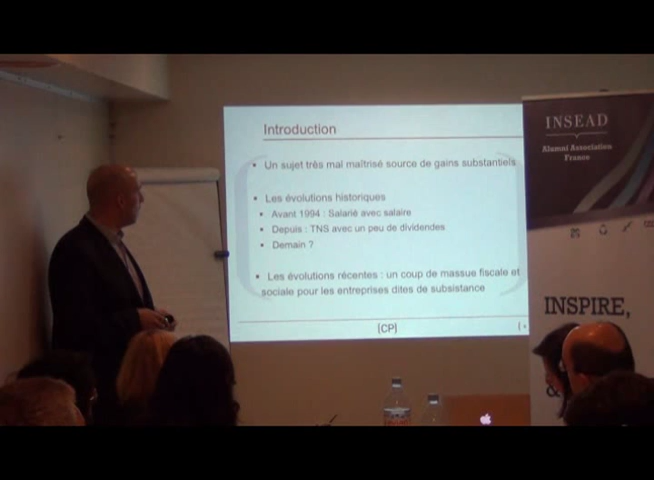 Introduction
Un sujet très mal maîtrisé source de gains substantiels
Les évolutions historiques
Avant 1994 : Salarié avec salaire
Depuis : TNS avec un peu de dividendes
Demain ?
Les évolutions récentes : un coup de massue fiscale et
sociale pour les entreprises dites de subsistance
[CP]
INSEAD
Alumni Association
France
INSPIRE,
&